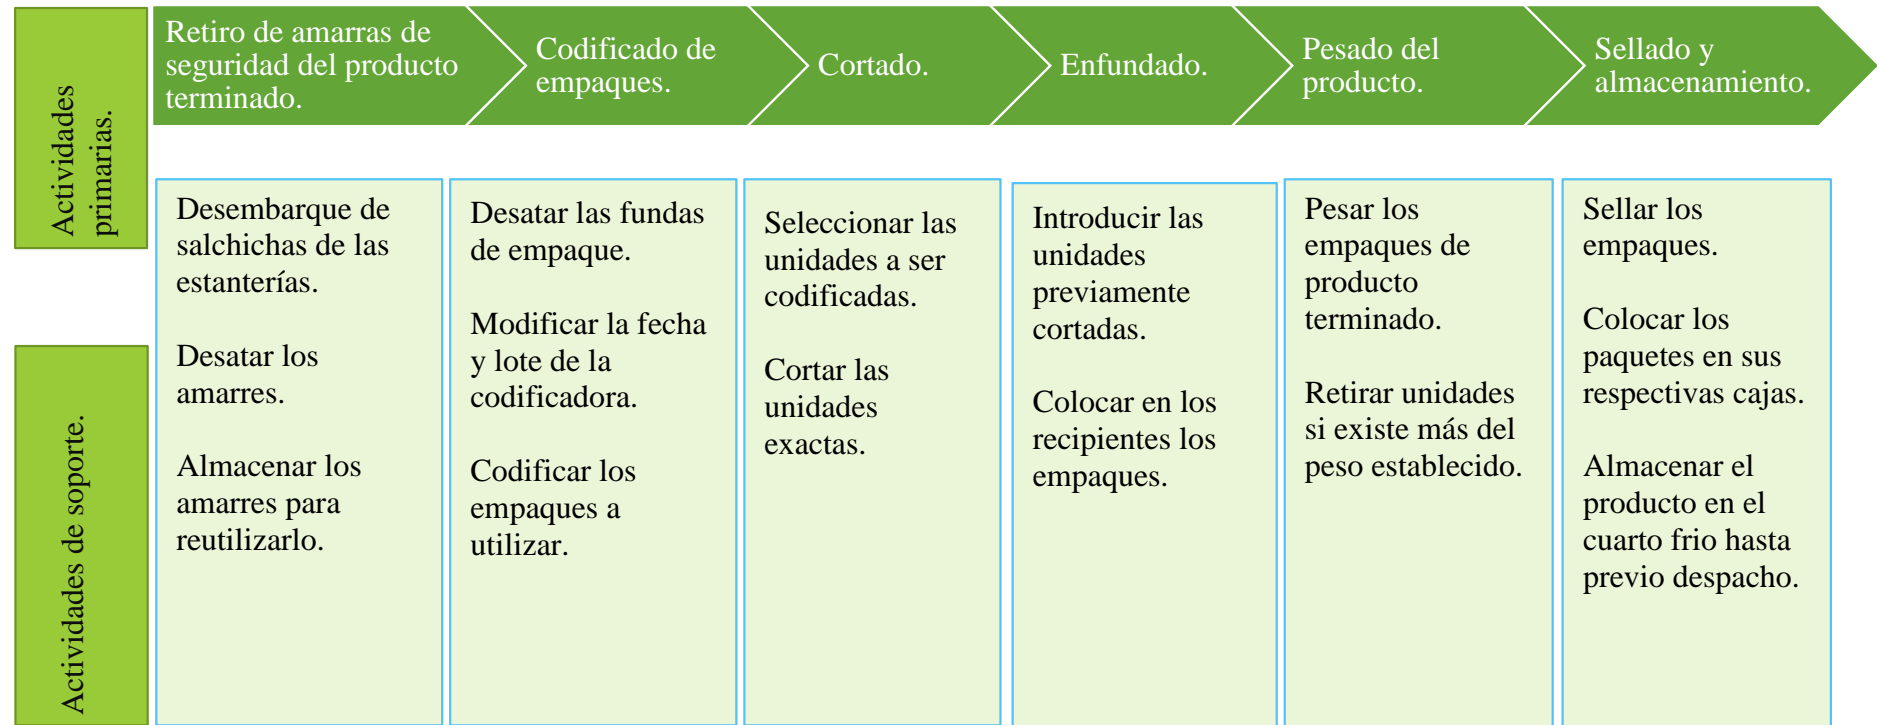 Actividades
primarias.
Retiro de amarras de
seguridad del producto
terminado.
Codificado de
empaques.
Cortado.
Enfundado.
Pesado del
producto.
Sellado y
almacenamiento.
Actividades de soporte.
Desembarque de
salchichas de las
estanterías.
Desatar los
amarres.
Almacenar los
amarres para
reutilizarlo.
Desatar las fundas
de empaque.
Modificar la fecha
y lote de la
codificadora.
Codificar los
empaques a
utilizar.
Seleccionar las
unidades a ser
codificadas.
Cortar las
unidades
exactas.
Introducir las
unidades
previamente
cortadas.
Colocar en los
recipientes los
empaques.
Pesar los
empaques de
producto
terminado.
Retirar unidades
si existe más del
peso establecido.
Sellar los
empaques.
Colocar los
paquetes en sus
respectivas cajas.
Almacenar el
producto en el
cuarto frio hasta
previo despacho.